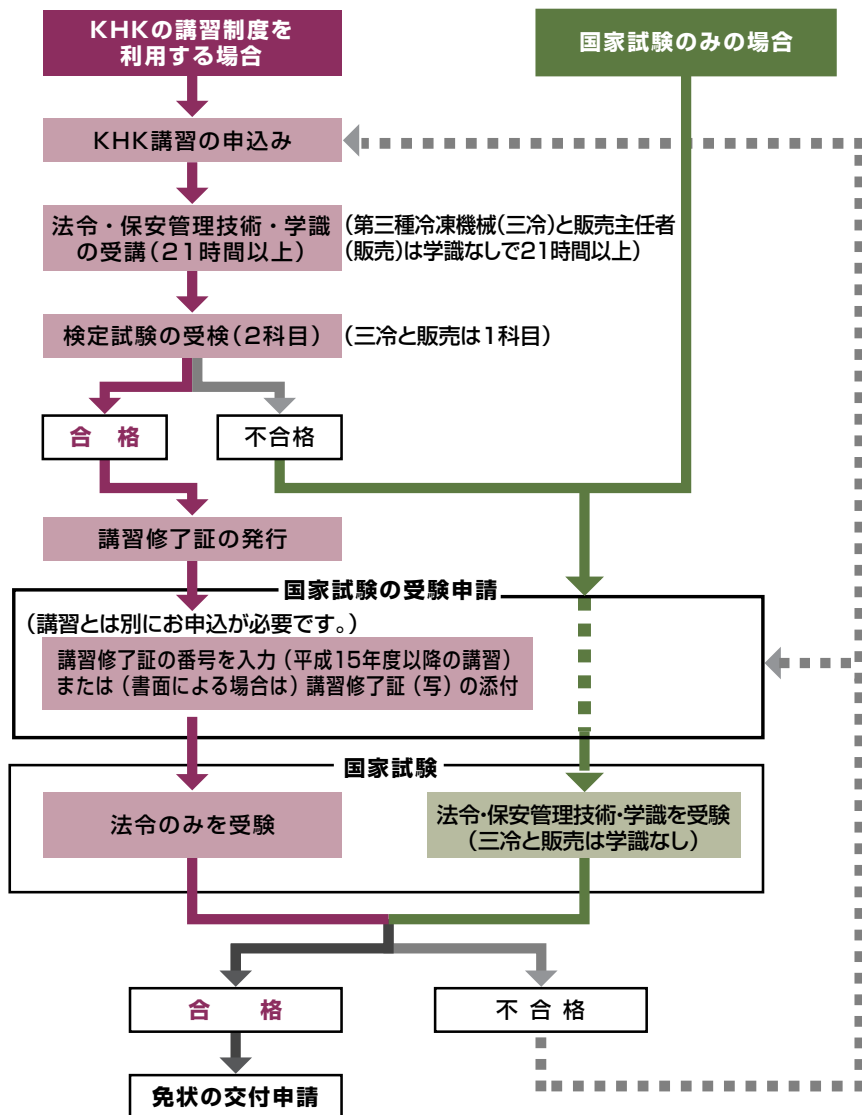 KHKの講習制度を
利用する場合
国家試験のみの場合
KHK講習の申込み
法令・保安管理技術・学識
の受講(21時間以上)
(第三種冷凍機械(三冷)と販売主任者
(販売)は学識なしで21時間以上)
検定試験の受検(2科目)
(三冷と販売は1科目)
合 格
不合格
講習修了証の発行
国家試験の受験申請
(講習とは別にお申込が必要です。)
講習修了証の番号を入力(平成15年度以降の講習)
または(書面による場合は)講習修了証(写)の添付
国家試験
法令のみを受験
法令・保安管理技術・学識を受験
(三冷と販売は学識なし)
合 格
不 合 格
免状の交付申請